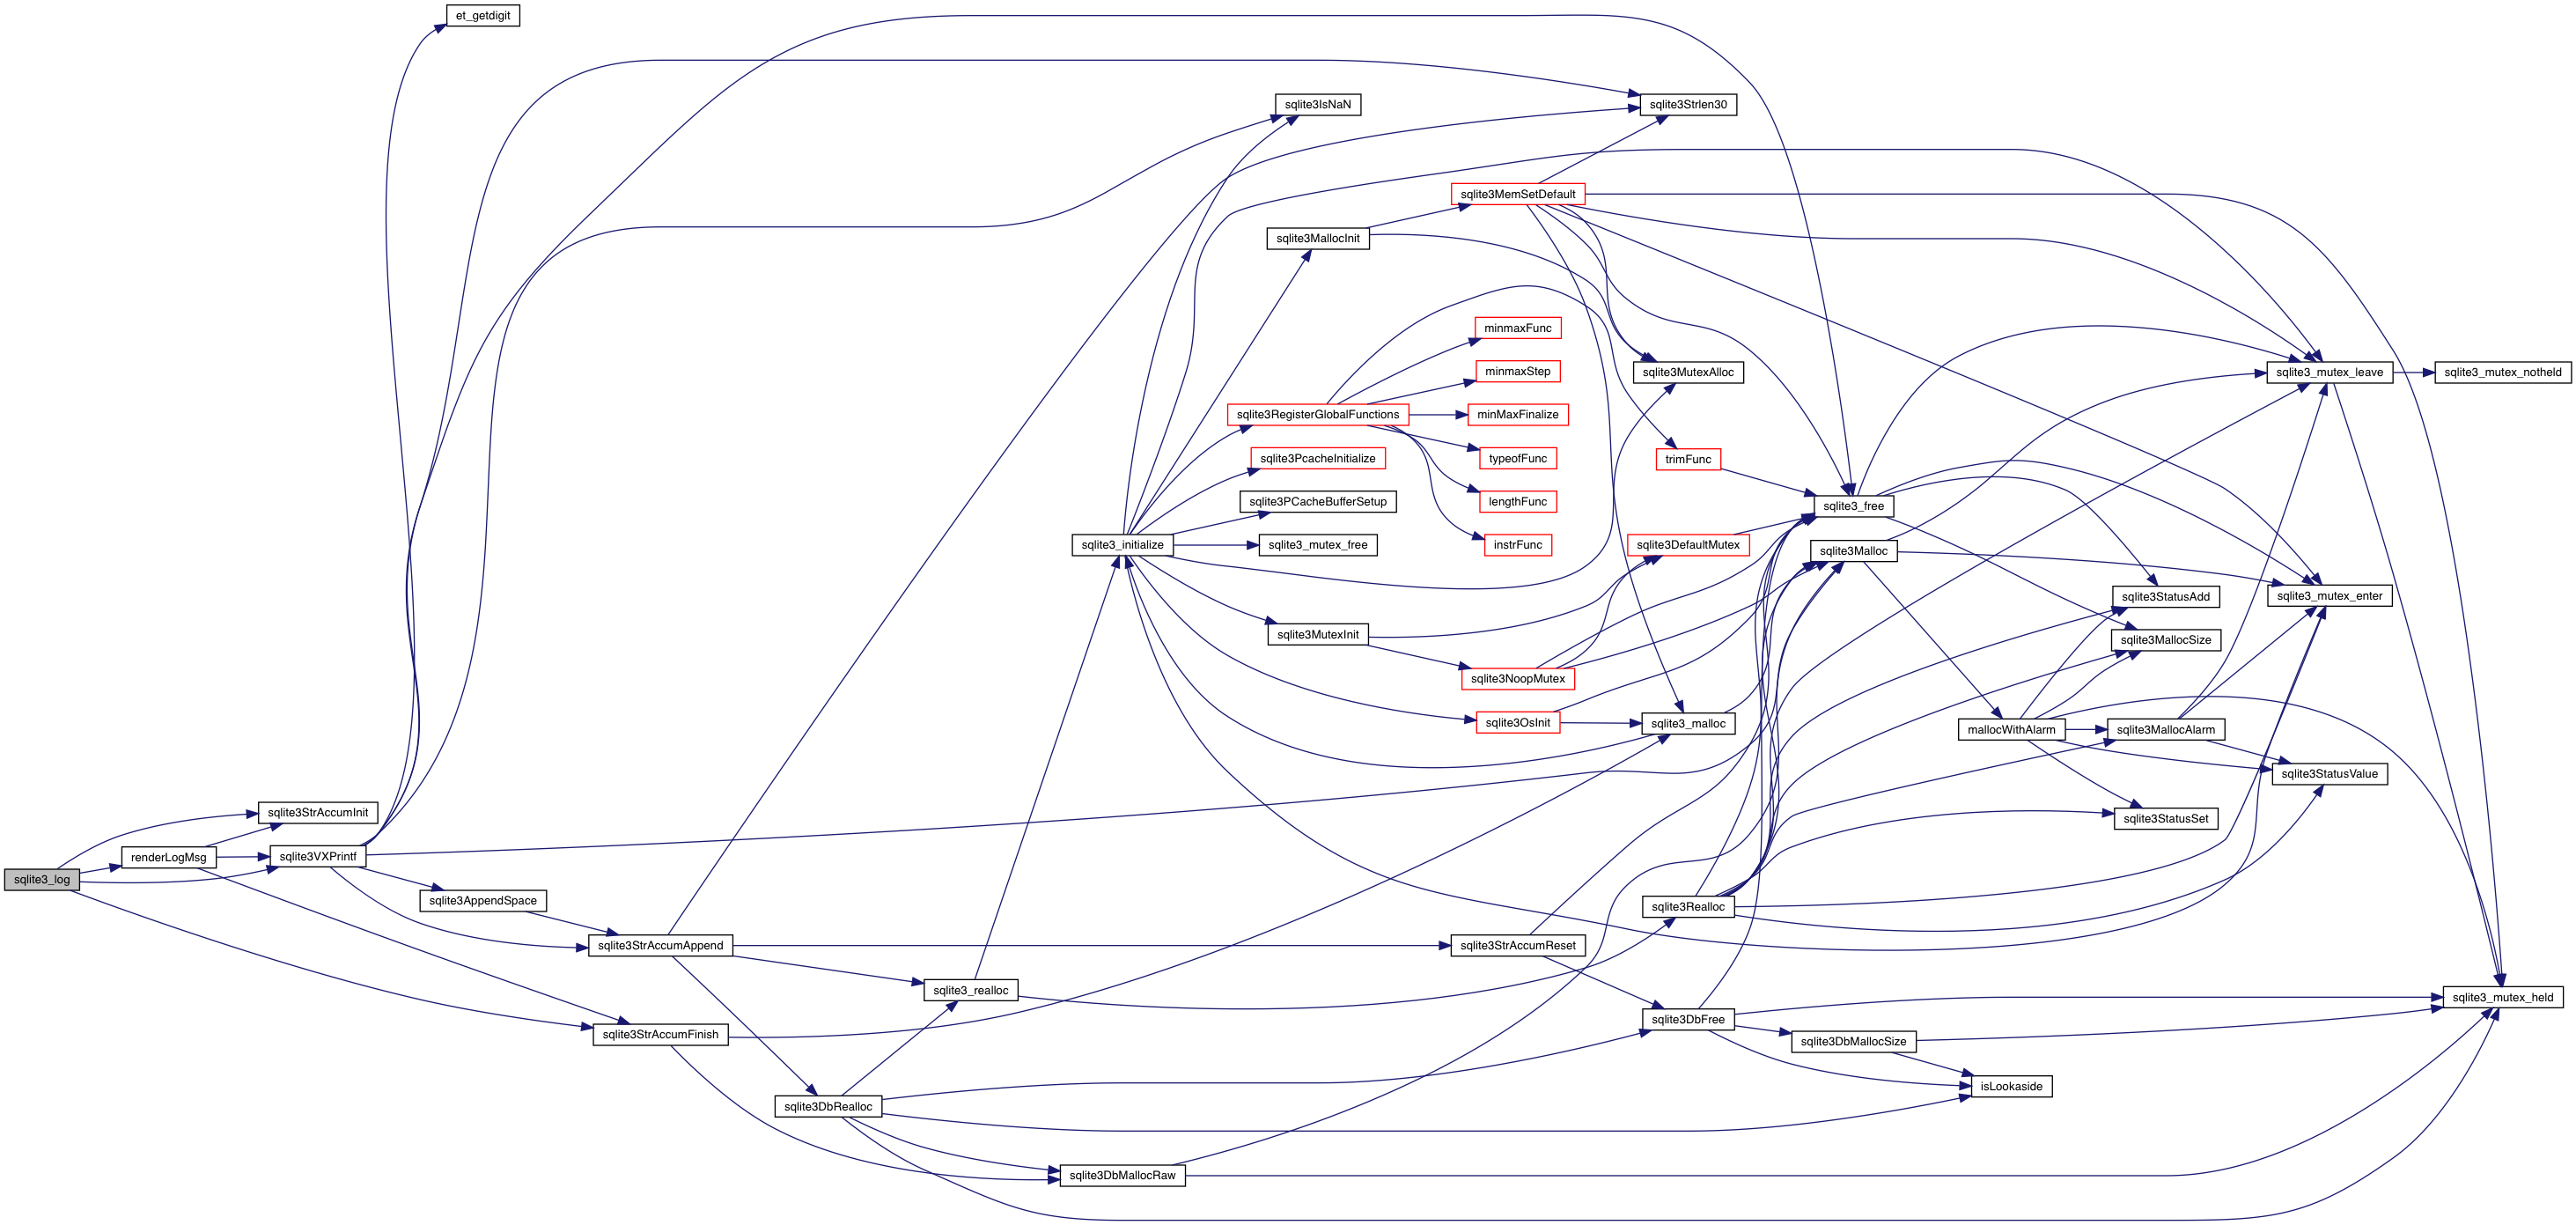 et_getdigit
sqlite3IsNaN
sqlite3Strlen30
sqlite3MemSetDefault
sqlite3MallocInit
minmaxFunc
minmaxStep
sqlite3MutexAlloc
sqlite3_mutex_leave
sqlite3_mutex_notheld
sqlite3RegisterGlobalFunctions
minMaxFinalize
sqlite3PcacheInitialize
typeofFunc
trimFunc
sqlite3PCacheBufferSetup
lengthFunc
sqlite3_free
sqlite3_initialize
sqlite3_mutex_free
instrFunc
sqlite3DefaultMutex
sqlite3Malloc
sqlite3StatusAdd
sqlite3_mutex_enter
sqlite3MutexInit
sqlite3MallocSize
sqlite3NoopMutex
sqlite3OsInit
sqlite3_malloc
mallocWithAlarm
sqlite3MallocAlarm
sqlite3StatusValue
sqlite3StrAccumInit
sqlite3StatusSet
renderLogMsg
sqlite3VXPrintf
sqlite3_log
sqlite3AppendSpace
sqlite3Realloc
sqlite3StrAccumAppend
sqlite3StrAccumReset
sqlite3_realloc
sqlite3_mutex_held
sqlite3StrAccumFinish
sqlite3DbFree
sqlite3DbMallocSize
isLookaside
sqlite3DbRealloc
sqlite3DbMallocRaw